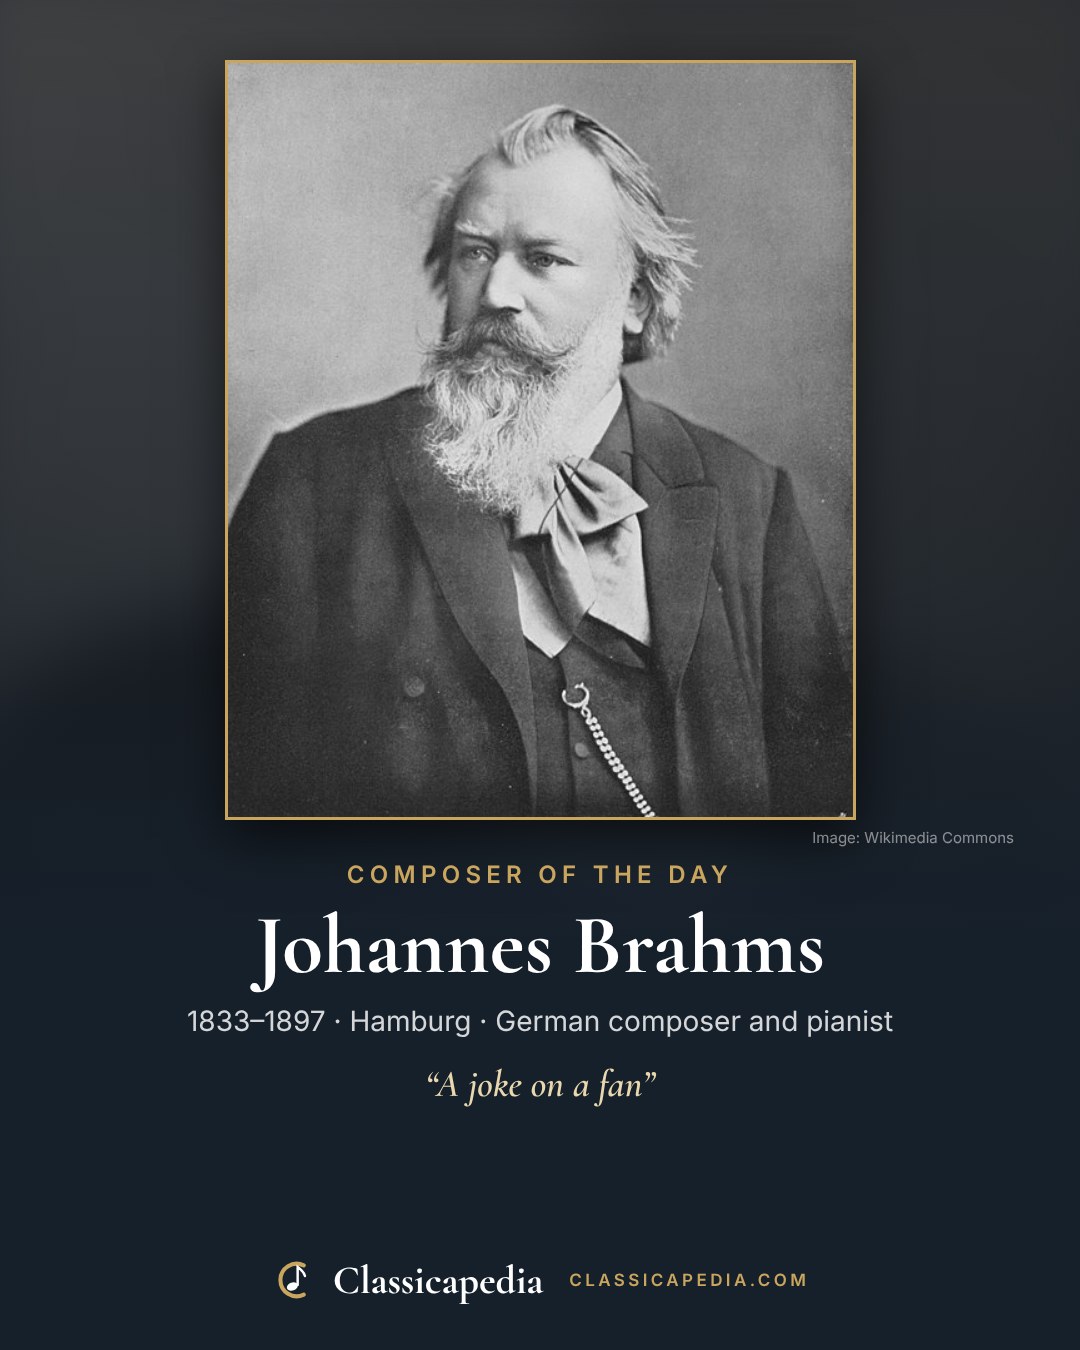 Image: Wikimedia Commons
COMPOSER OF THE DAY
Johannes Brahms
1833–1897 · Hamburg · German composer and pianist
“A joke on a fan”
Classicapedia CLASSICAPEDIA.COM